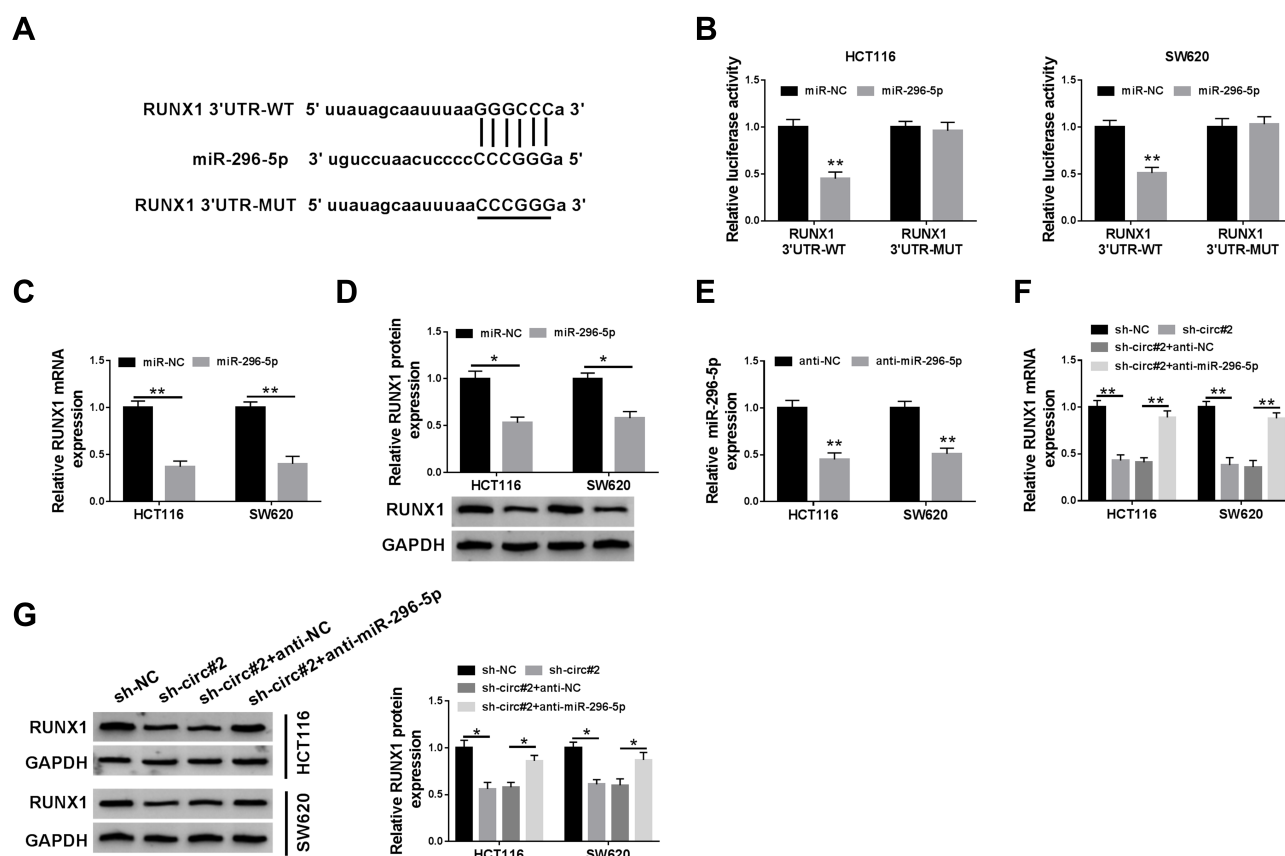 A
RUNX1 3'UTR-WT 5' uuauagcaauuuaaGGGCCCa 3'
miR-296-5p 3' uguccuaacuccccCCCGGGa 5'
RUNX1 3'UTR-MUT 5' uuauagcaauuuaaCCCGGGa 3'
B
HCT116
Relative luciferase activity
1.5
1.0
0.5
0.0
miR-NC miR-296-5p
**
RUNX1 3'UTR-WT
RUNX1 3'UTR-MUT
SW620
Relative luciferase activity
1.5
1.0
0.5
0.0
miR-NC miR-296-5p
**
RUNX1 3'UTR-WT
RUNX1 3'UTR-MUT
C
Relative RUNX1 mRNA expression
1.5
1.0
0.5
0.0
miR-NC miR-296-5p
** **
HCT116 SW620
D
Relative RUNX1 protein expression
1.5
1.0
0.5
0.0
miR-NC miR-296-5p
* *
HCT116 SW620
RUNX1
GAPDH
E
Relative miR-296-5p expression
1.5
1.0
0.5
0.0
anti-NC anti-miR-296-5p
** **
HCT116 SW620
F
Relative RUNX1 mRNA expression
sh-NC sh-circ#2
sh-circ#2+anti-NC
sh-circ#2+anti-miR-296-5p
1.5
1.0
0.5
0.0
** ** ** **
HCT116 SW620
G
sh-NC
sh-circ#2
sh-circ#2+anti-NC
sh-circ#2+anti-miR-296-5p
RUNX1
GAPDH
HCT116
RUNX1
GAPDH
SW620
Relative RUNX1 protein expression
sh-NC sh-circ#2
sh-circ#2+anti-NC
sh-circ#2+anti-miR-296-5p
1.5
1.0
0.5
0.0
* * * *
HCT116 SW620